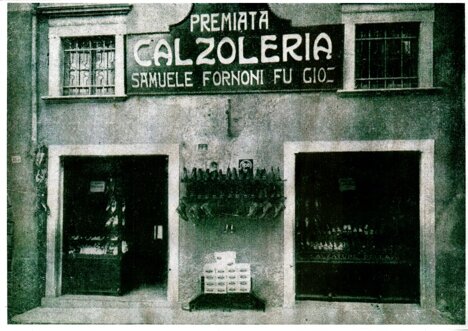 PREMIATA
CALZOLERIA
SAMUELE FORNONI FU GIO=